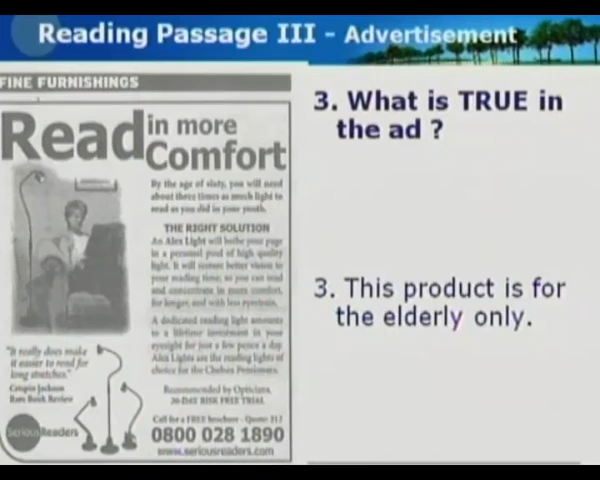 Reading Passage III - Advertisement
FINE FURNISHINGS
Read in more
Comfort
By the age of sixty, you will need
about three times as much light to
read as you did in your youth.
THE RIGHT SOLUTION
An Alex Light will bathe your page
in a personal pool of high quality
light. It will restore better vision to
your reading time, so you can read
and concentrate in more comfort,
for longer, and with less eyestrain.
A dedicated reading light amounts
to a lifetime investment in your
eyesight for just a few pence a day
Alex Lights are the reading lights of
choice for the Chelsea Pensioners.
"It really does make
it easier to read for
long stretches."
Crispin Jackson
Book Review
Recommended by Opticians.
30-DAY RISK FREE TRIAL
Call for a FREE brochure - Quote
0800 028 1890
www.seriousreaders.com
Serious Readers
3. What is TRUE in
the ad ?
3. This product is for
the elderly only.